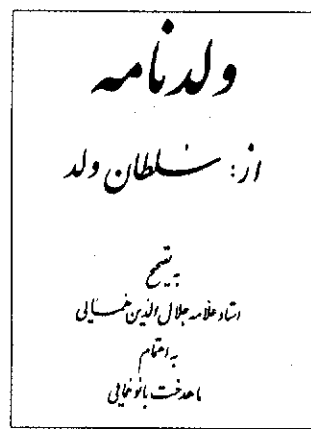 ولدنامه
از: سلطان ولد
به تصحیح
استاد علامه جلال الدین همایی
به اهتمام
ماهدخت بانو همایی